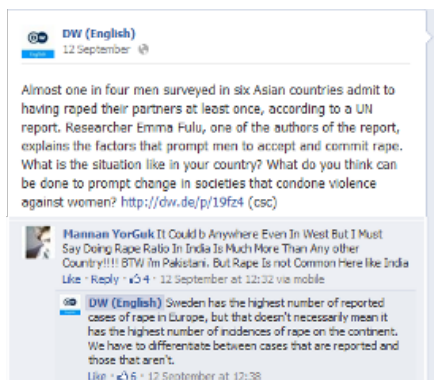 DW (English)
12 September
Almost one in four men surveyed in six Asian countries admit to
having raped their partners at least once, according to a UN
report. Researcher Emma Fulu, one of the authors of the report,
explains the factors that prompt men to accept and commit rape.
What is the situation like in your country? What do you think can
be done to prompt change in societies that condone violence
against women? http://dw.de/p/19fz4 (csc)
Mannan YorGuk It Could b Anywhere Even In West But I Must
Say Doing Rape Ratio In India Is Much More Than Any other
Country!!!! BTW i'm Pakistani. But Rape Is not Common Here like India
Like · Reply · 4 · 12 September at 12:32 via mobile
DW (English) Sweden has the highest number of reported
cases of rape in Europe, but that doesn't necessarily mean it
has the highest number of incidences of rape on the continent.
We have to differentiate between cases that are reported and
those that aren't.
Like · 6 · 12 September at 12:38